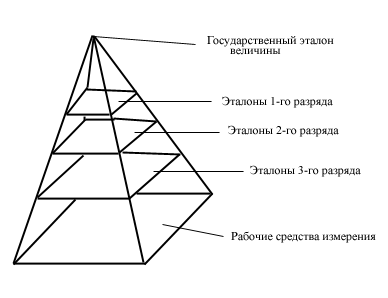 Государственный эталон
величины
Эталоны 1-го разряда
Эталоны 2-го разряда
Эталоны 3-го разряда
Рабочие средства измерения